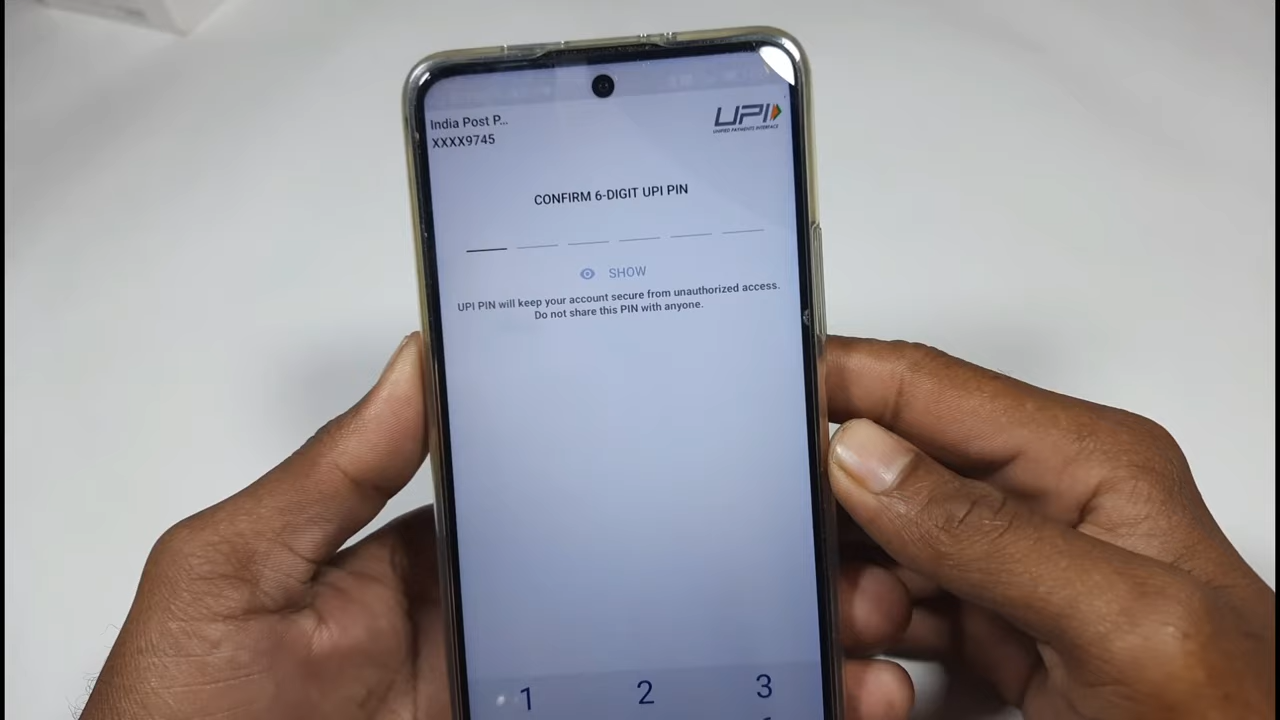 India Post P...
XXXX9745
UPI
UNIFIED PAYMENTS INTERFACE
CONFIRM 6-DIGIT UPI PIN
SHOW
UPI PIN will keep your account secure from unauthorized access.
Do not share this PIN with anyone.
1 2 3